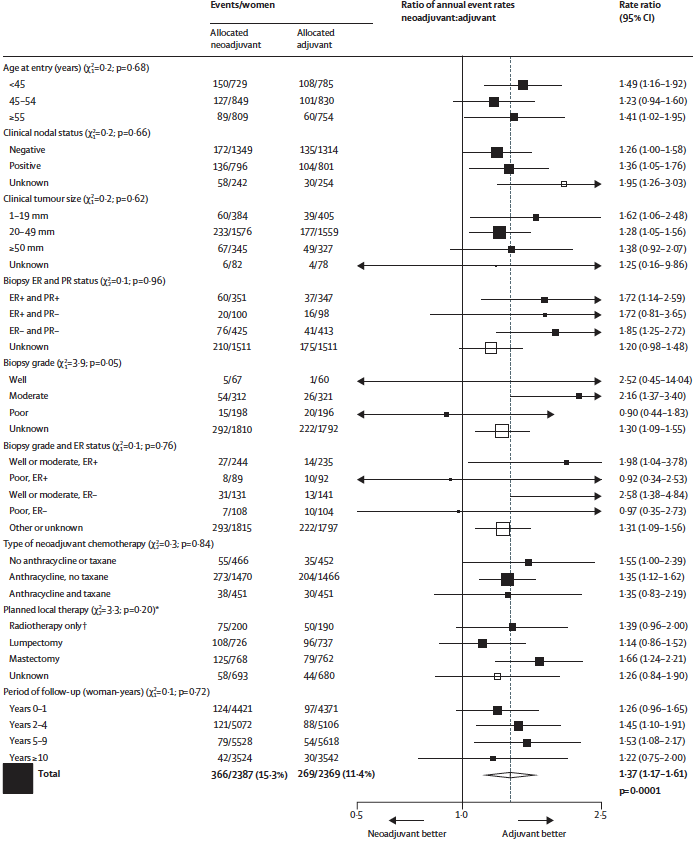 Events/women Ratio of annual event rates neoadjuvant:adjuvant Rate ratio (95% CI)
Allocated neoadjuvant Allocated adjuvant
Age at entry (years) (χ²₁=0·2; p=0·68)
<45 150/729 108/785 1·49 (1·16–1·92)
45–54 127/849 101/830 1·23 (0·94–1·60)
≥55 89/809 60/754 1·41 (1·02–1·95)
Clinical nodal status (χ²₁=0·2; p=0·66)
Negative 172/1349 135/1314 1·26 (1·00–1·58)
Positive 136/796 104/801 1·36 (1·05–1·76)
Unknown 58/242 30/254 1·95 (1·26–3·03)
Clinical tumour size (χ²₁=0·2; p=0·62)
1–19 mm 60/384 39/405 1·62 (1·06–2·48)
20–49 mm 233/1576 177/1559 1·28 (1·05–1·56)
≥50 mm 67/345 49/327 1·38 (0·92–2·07)
Unknown 6/82 4/78 1·25 (0·16–9·86)
Biopsy ER and PR status (χ²₂=0·1; p=0·96)
ER+ and PR+ 60/351 37/347 1·72 (1·14–2·59)
ER+ and PR– 20/100 16/98 1·72 (0·81–3·65)
ER– and PR– 76/425 41/413 1·85 (1·25–2·72)
Unknown 210/1511 175/1511 1·20 (0·98–1·48)
Biopsy grade (χ²₁=3·9; p=0·05)
Well 5/67 1/60 2·52 (0·45–14·04)
Moderate 54/312 26/321 2·16 (1·37–3·40)
Poor 15/198 20/196 0·90 (0·44–1·83)
Unknown 292/1810 222/1792 1·30 (1·09–1·55)
Biopsy grade and ER status (χ²₁=0·1; p=0·76)
Well or moderate, ER+ 27/244 14/235 1·98 (1·04–3·78)
Poor, ER+ 8/89 10/92 0·92 (0·34–2·53)
Well or moderate, ER– 31/131 13/141 2·58 (1·38–4·84)
Poor, ER– 7/108 10/104 0·97 (0·35–2·73)
Other or unknown 293/1815 222/1797 1·31 (1·09–1·56)
Type of neoadjuvant chemotherapy (χ²₂=0·3; p=0·84)
No anthracycline or taxane 55/466 35/452 1·55 (1·00–2·39)
Anthracycline, no taxane 273/1470 204/1466 1·35 (1·12–1·62)
Anthracycline and taxane 38/451 30/451 1·35 (0·83–2·19)
Planned local therapy (χ²₂=3·3; p=0·20)*
Radiotherapy only† 75/200 50/190 1·39 (0·96–2·00)
Lumpectomy 108/726 96/737 1·14 (0·86–1·52)
Mastectomy 125/768 79/762 1·66 (1·24–2·21)
Unknown 58/693 44/680 1·26 (0·84–1·90)
Period of follow-up (woman-years) (χ²₁=0·1; p=0·72)
Years 0–1 124/4421 97/4371 1·26 (0·96–1·65)
Years 2–4 121/5072 88/5106 1·45 (1·10–1·91)
Years 5–9 79/5528 54/5618 1·53 (1·08–2·17)
Years ≥10 42/3524 30/3542 1·22 (0·75–2·00)
Total 366/2387 (15·3%) 269/2369 (11·4%) 1·37 (1·17–1·61)
p=0·0001
0·5 1·0 2·5
Neoadjuvant better Adjuvant better